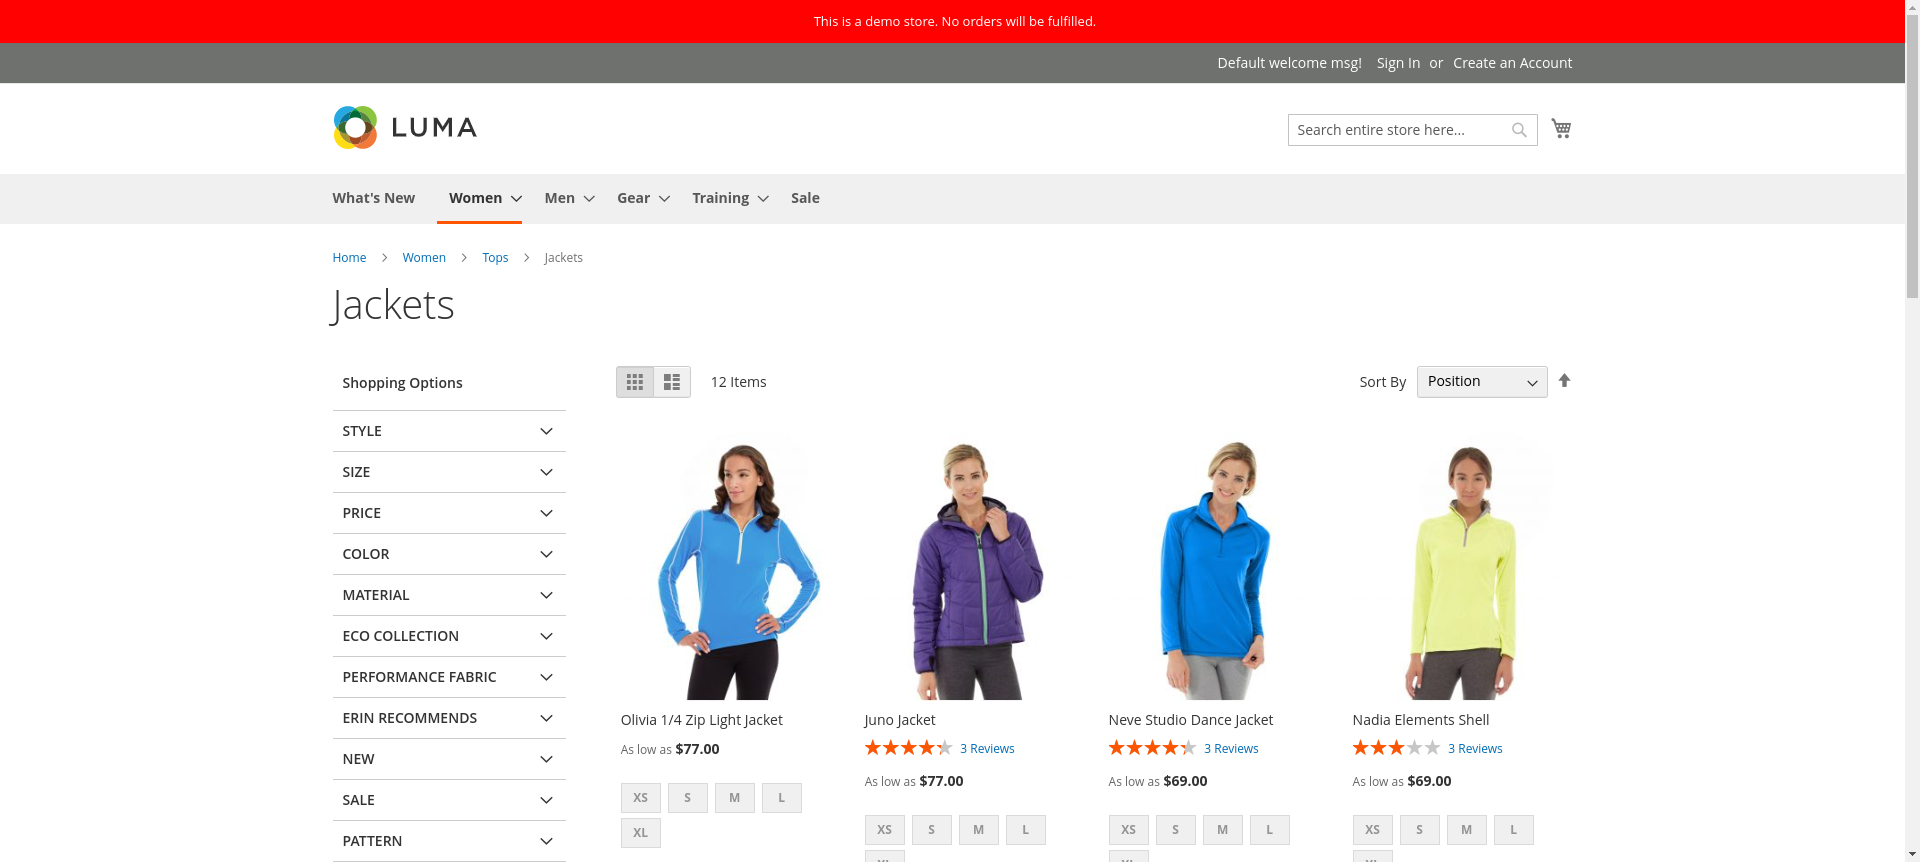 This is a demo store. No orders will be fulfilled.
Default welcome msg! Sign In or Create an Account
LUMA
Search entire store here...
What's New Women Men Gear Training Sale
Home Women Tops Jackets
Jackets
Shopping Options
12 Items
Sort By Position
STYLE
SIZE
PRICE
COLOR
MATERIAL
ECO COLLECTION
PERFORMANCE FABRIC
ERIN RECOMMENDS
NEW
SALE
PATTERN
Olivia 1/4 Zip Light Jacket
As low as $77.00
XS S M L
XL
Juno Jacket
3 Reviews
As low as $77.00
XS S M L
XL
Neve Studio Dance Jacket
3 Reviews
As low as $69.00
XS S M L
XL
Nadia Elements Shell
3 Reviews
As low as $69.00
XS S M L
XL